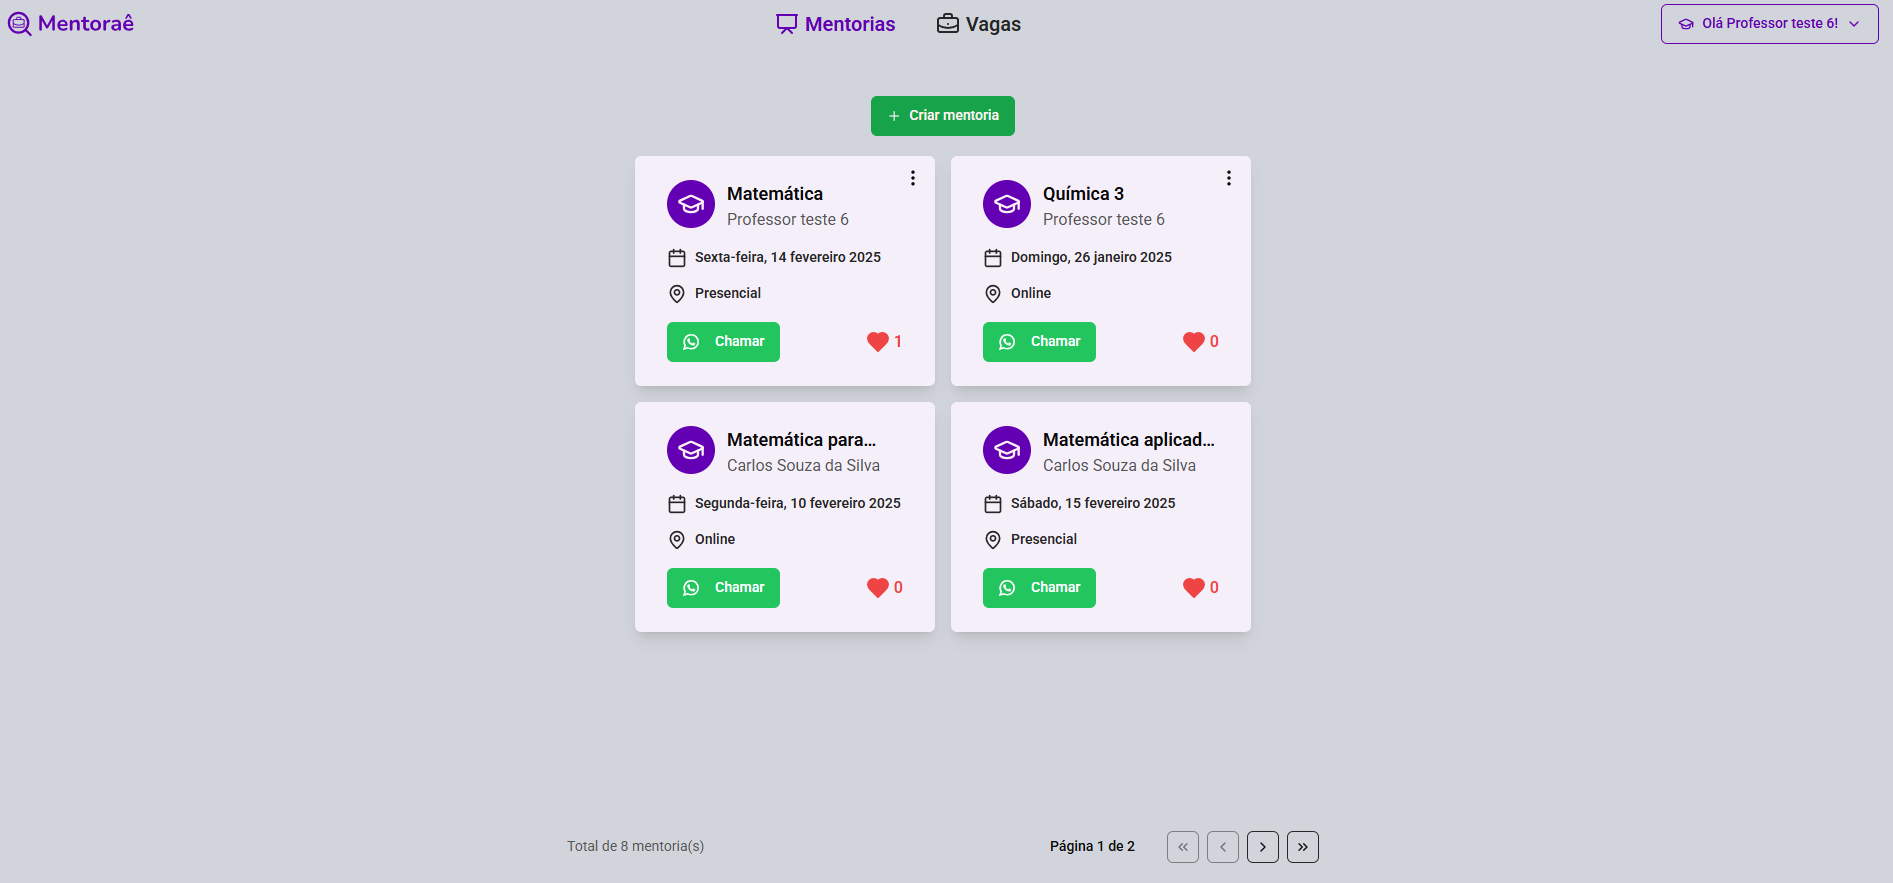 Mentoraê
Mentorias
Vagas
Olá Professor teste 6!
+ Criar mentoria
Matemática
Professor teste 6
Sexta-feira, 14 fevereiro 2025
Presencial
Chamar
1
Química 3
Professor teste 6
Domingo, 26 janeiro 2025
Online
Chamar
0
Matemática para...
Carlos Souza da Silva
Segunda-feira, 10 fevereiro 2025
Online
Chamar
0
Matemática aplicad...
Carlos Souza da Silva
Sábado, 15 fevereiro 2025
Presencial
Chamar
0
Total de 8 mentoria(s)
Página 1 de 2